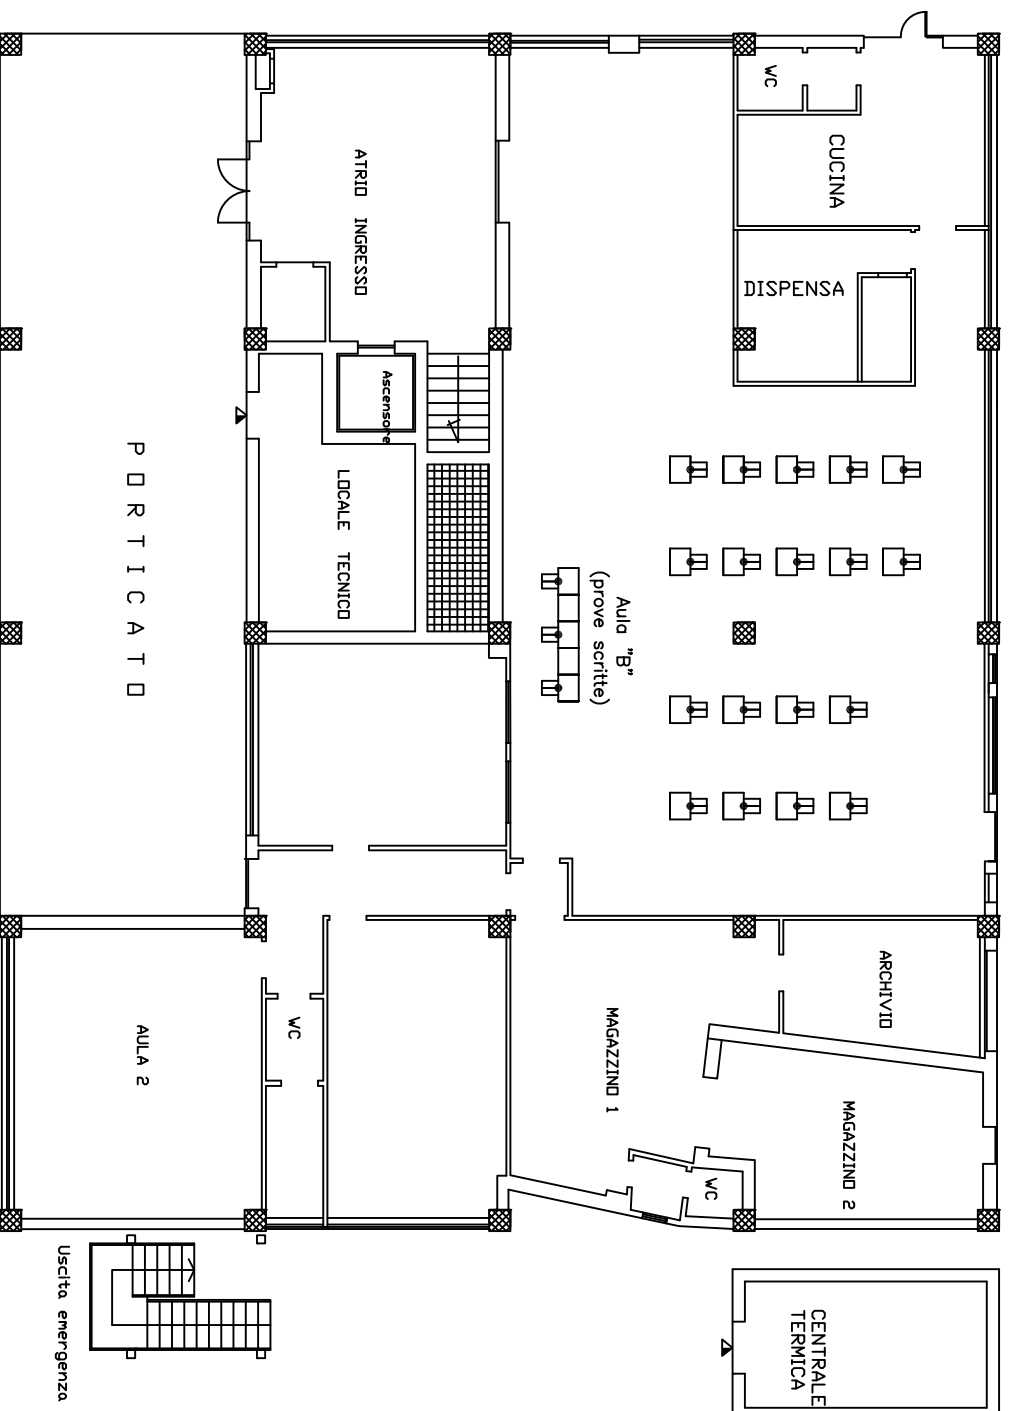 WC
CUCINA
DISPENSA
ATRIO INGRESSO
Ascensore
LOCALE TECNICO
PORTICATO
Aula "B"
(prove scritte)
ARCHIVIO
MAGAZZINO 1
MAGAZZINO 2
WC
WC
AULA 2
Uscita emergenza
CENTRALE
TERMICA